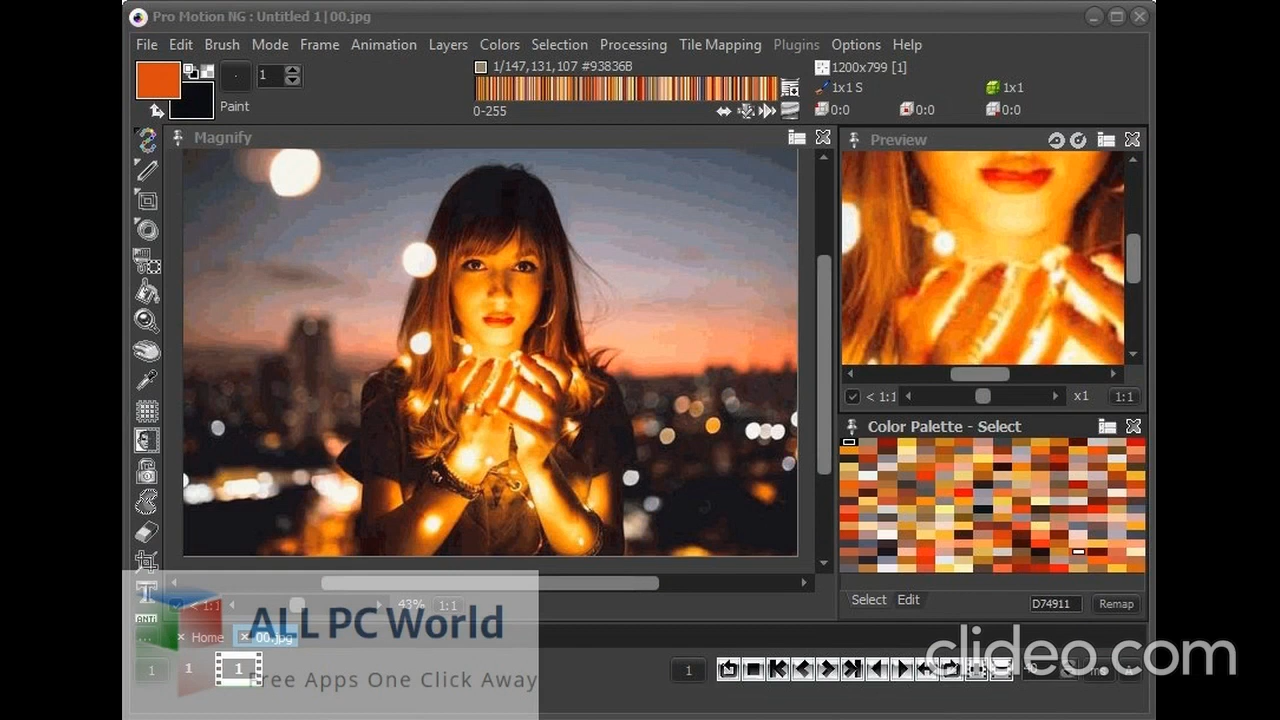 Pro Motion NG : Untitled 1|00.jpg
File Edit Brush Mode Frame Animation Layers Colors Selection Processing Tile Mapping Plugins Options Help
1 1/147,131,107 #93836B 1200x799 [1]
1x1 S 1x1
Paint 0-255 0:0 0:0 0:0
Magnify Preview
< 1:1 x1 1:1
Color Palette - Select
T
ANTI
Select Edit D74911 Remap
< 1:1 43% 1:1
ALL PC World
Home 00.jpg
clideo.com
1 1 1 1
Free Apps One Click Away